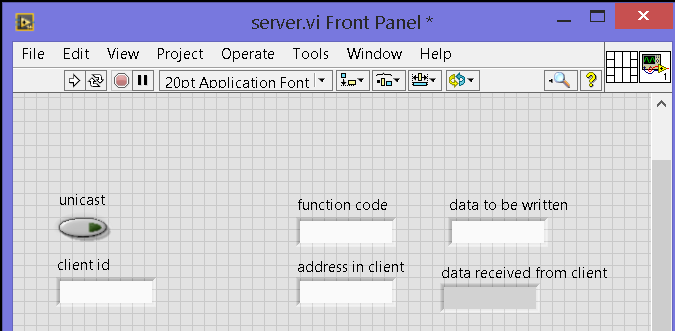 server.vi Front Panel *
File Edit View Project Operate Tools Window Help
20pt Application Font
1
unicast
function code data to be written
client id address in client data received from client